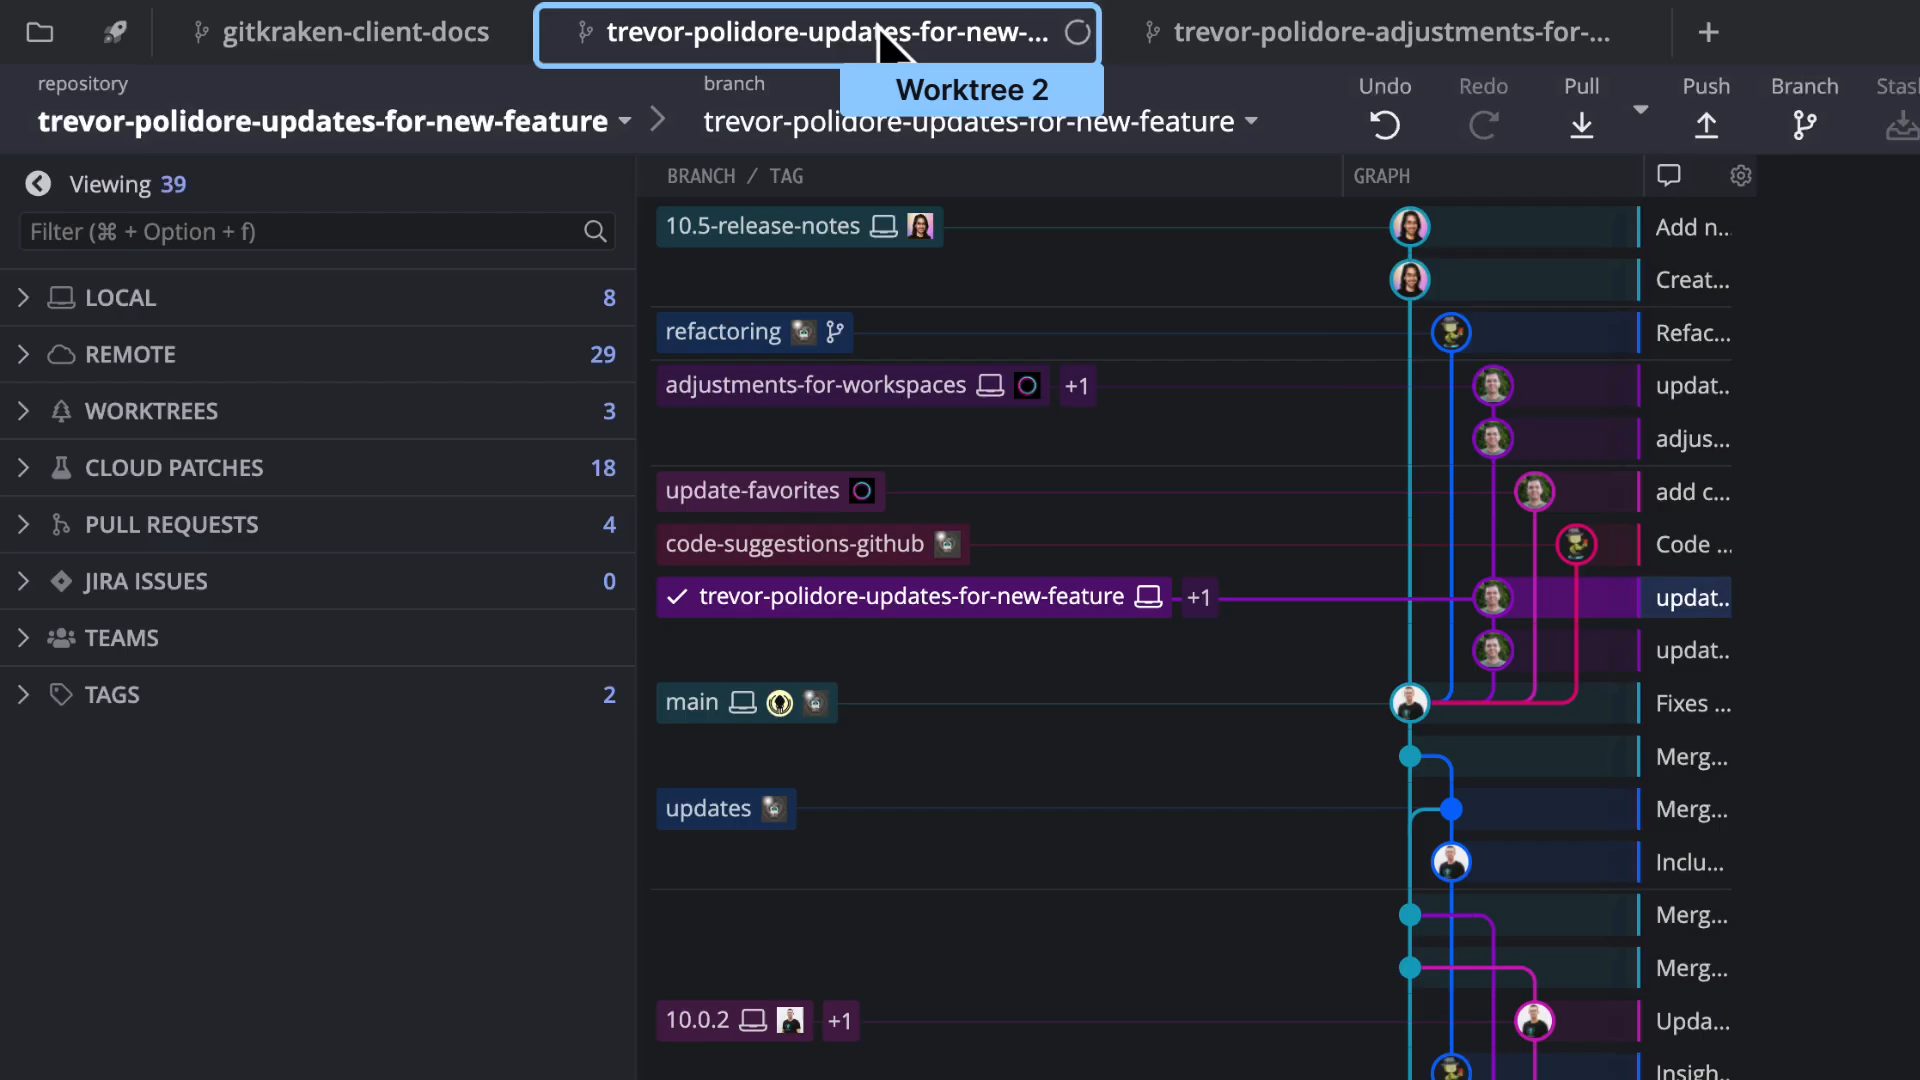 gitkraken-client-docs
trevor-polidore-updates-for-new-...
trevor-polidore-adjustments-for-...
Worktree 2
repository
trevor-polidore-updates-for-new-feature
branch
trevor-polidore-updates-for-new-feature
Undo
Redo
Pull
Push
Branch
Stash
Viewing 39
Filter (⌘ + Option + f)
LOCAL 8
REMOTE 29
WORKTREES 3
CLOUD PATCHES 18
PULL REQUESTS 4
JIRA ISSUES 0
TEAMS
TAGS 2
BRANCH / TAG
GRAPH
10.5-release-notes
Add n...
Creat...
refactoring
Refac...
adjustments-for-workspaces +1
updat..
adjus...
update-favorites
add c...
code-suggestions-github
Code ...
trevor-polidore-updates-for-new-feature +1
updat..
updat..
main
Fixes ...
Merg...
updates
Merg...
Inclu...
Merg...
Merg...
10.0.2 +1
Upda...
Insigh..